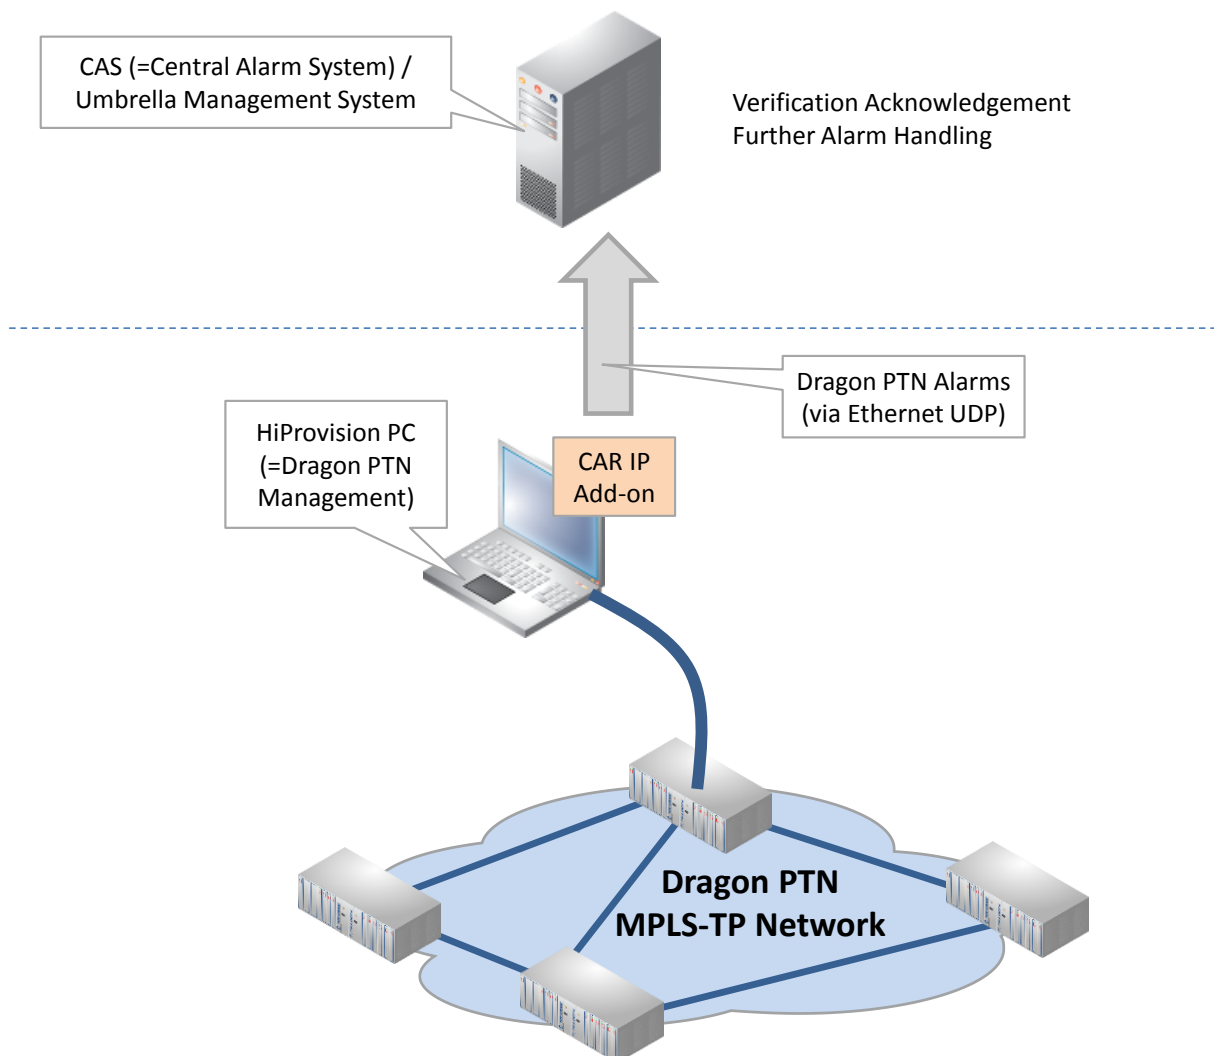 CAS (=Central Alarm System) /
Umbrella Management System
Verification Acknowledgement
Further Alarm Handling
Dragon PTN Alarms
(via Ethernet UDP)
HiProvision PC
(=Dragon PTN
Management)
CAR IP
Add-on
Dragon PTN
MPLS-TP Network